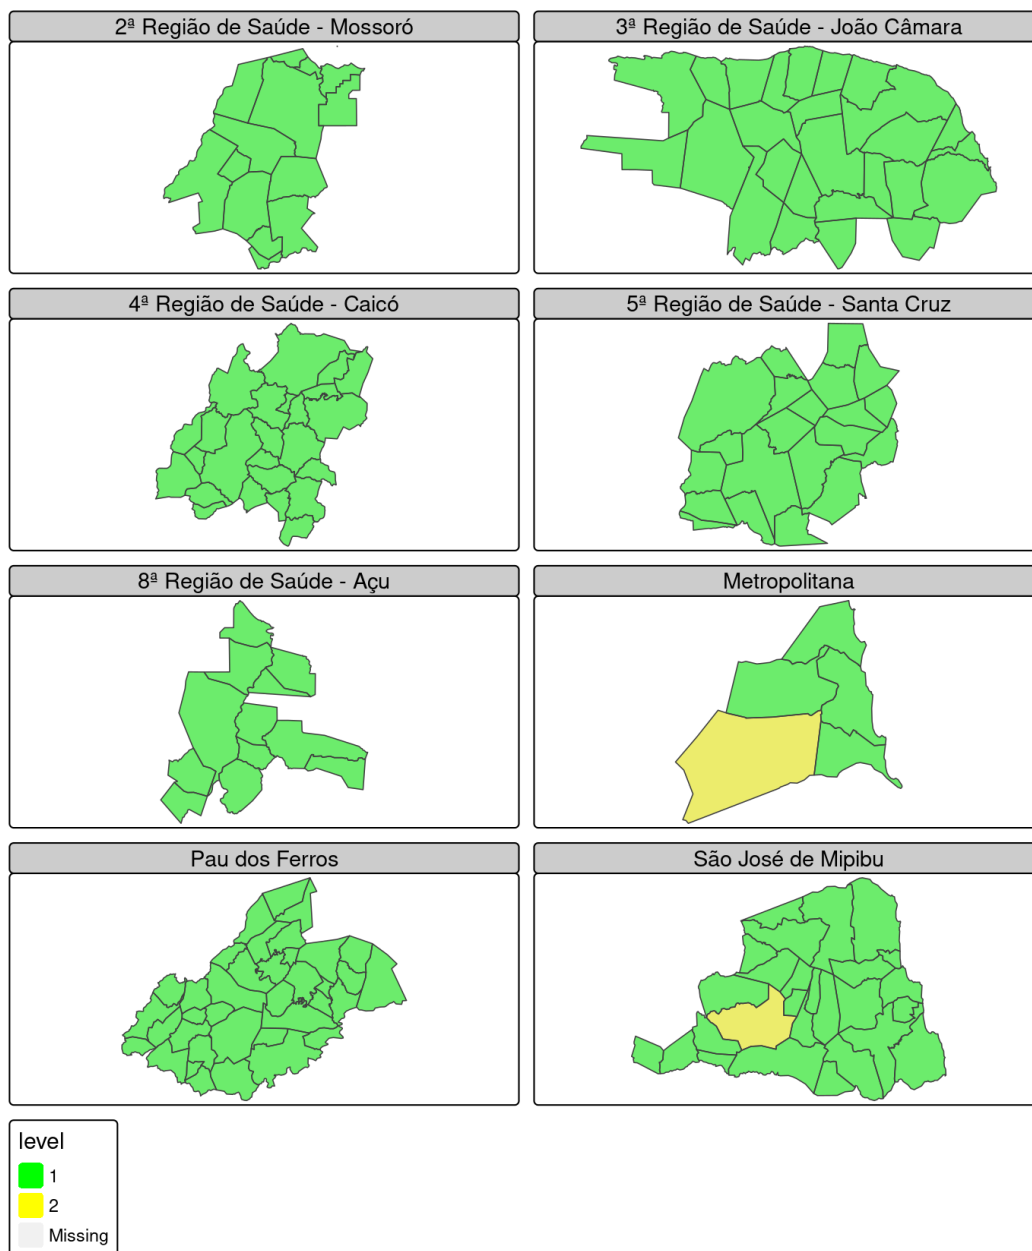 2ª Região de Saúde - Mossoró
3ª Região de Saúde - João Câmara
4ª Região de Saúde - Caicó
5ª Região de Saúde - Santa Cruz
8ª Região de Saúde - Açu
Metropolitana
Pau dos Ferros
São José de Mipibu
level
1
2
Missing